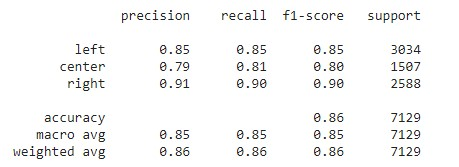 precision recall f1-score support
left 0.85 0.85 0.85 3034
center 0.79 0.81 0.80 1507
right 0.91 0.90 0.90 2588
accuracy 0.86 7129
macro avg 0.85 0.85 0.85 7129
weighted avg 0.86 0.86 0.86 7129